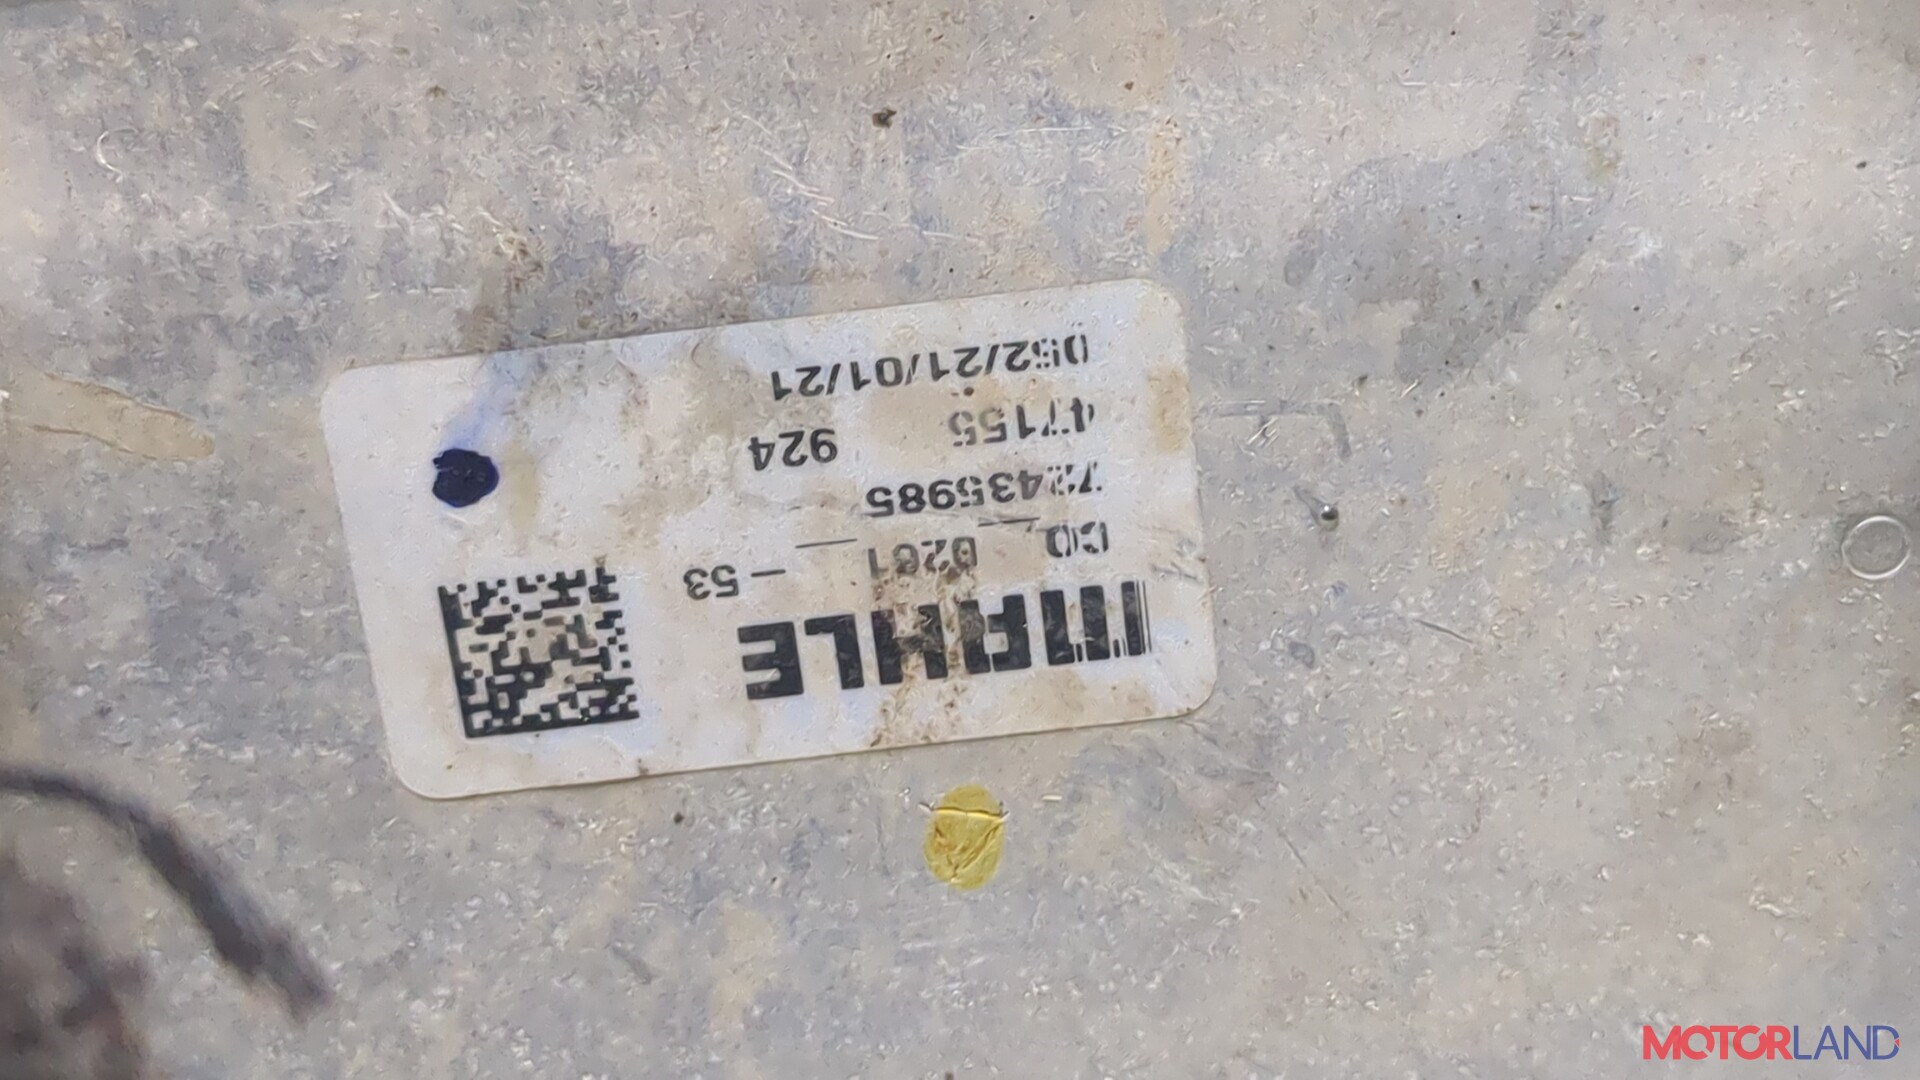 MAHLE
CO 0261 – 53
72435985
47155 924
052/21/01/21
MOTORLAND